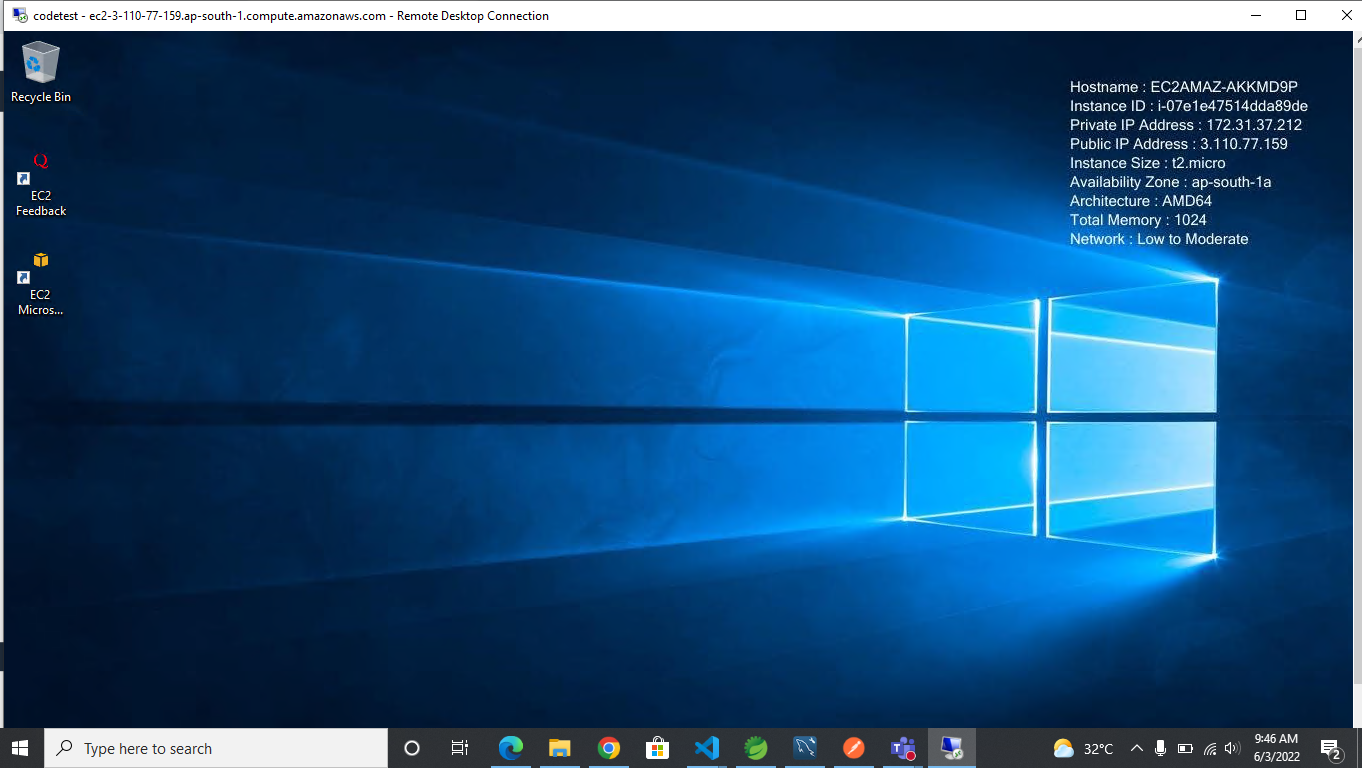 codetest - ec2-3-110-77-159.ap-south-1.compute.amazonaws.com - Remote Desktop Connection
Recycle Bin
EC2
Feedback
EC2
Micros...
Hostname : EC2AMAZ-AKKMD9P
Instance ID : i-07e1e47514dda89de
Private IP Address : 172.31.37.212
Public IP Address : 3.110.77.159
Instance Size : t2.micro
Availability Zone : ap-south-1a
Architecture : AMD64
Total Memory : 1024
Network : Low to Moderate
Type here to search
32°C
9:46 AM
6/3/2022
2